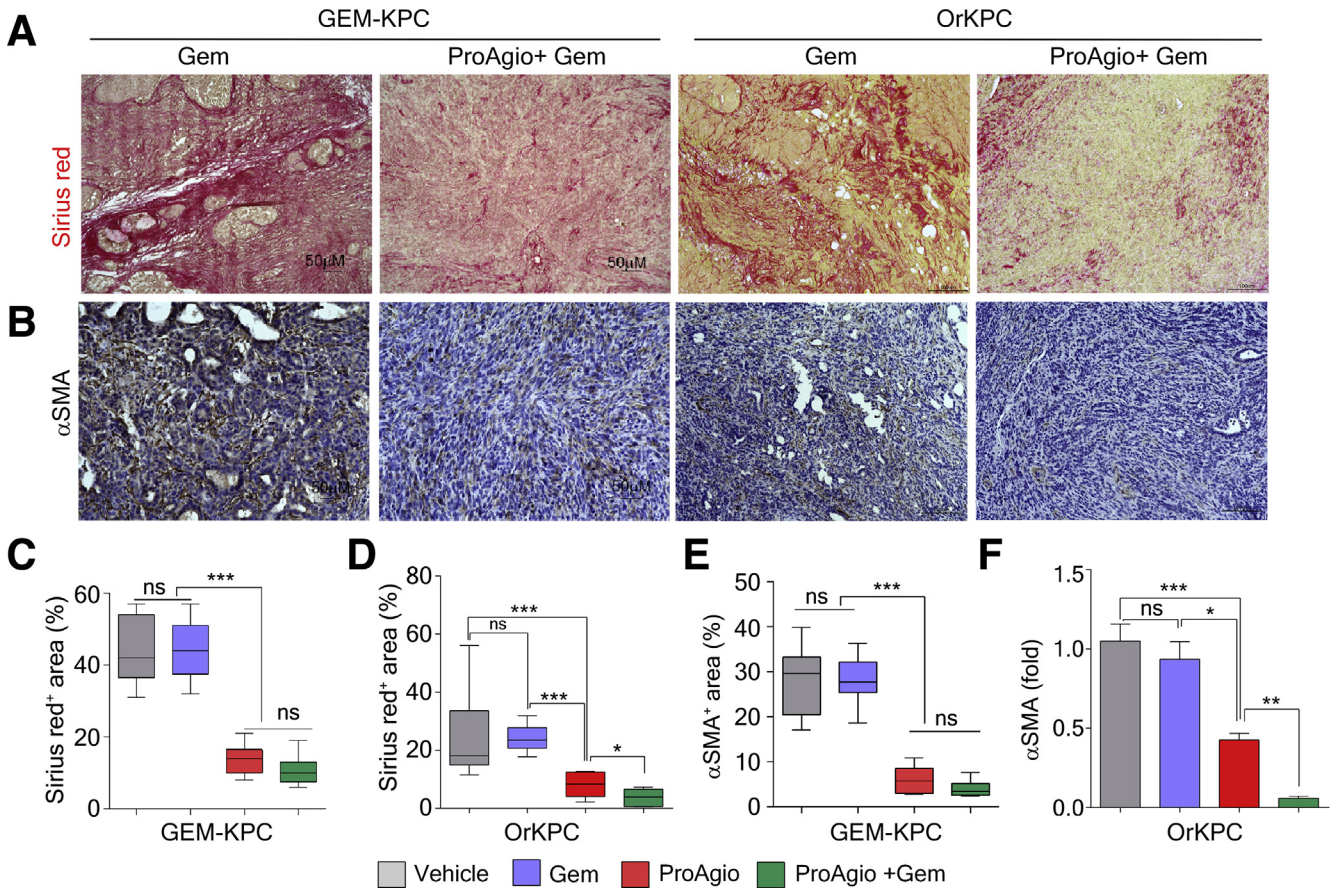 A
GEM-KPC
OrKPC
Gem
ProAgio+ Gem
Gem
ProAgio+ Gem
Sirius red
50μM
50μM
B
αSMA
50μM
50μM
C
Sirius red+ area (%)
60
40
20
0
ns
***
ns
GEM-KPC
D
Sirius red+ area (%)
80
60
40
20
0
***
ns
***
*
OrKPC
E
αSMA+ area (%)
50
40
30
20
10
0
ns
***
ns
GEM-KPC
F
αSMA (fold)
1.5
1.0
0.5
0.0
***
ns
*
**
OrKPC
Vehicle
Gem
ProAgio
ProAgio +Gem